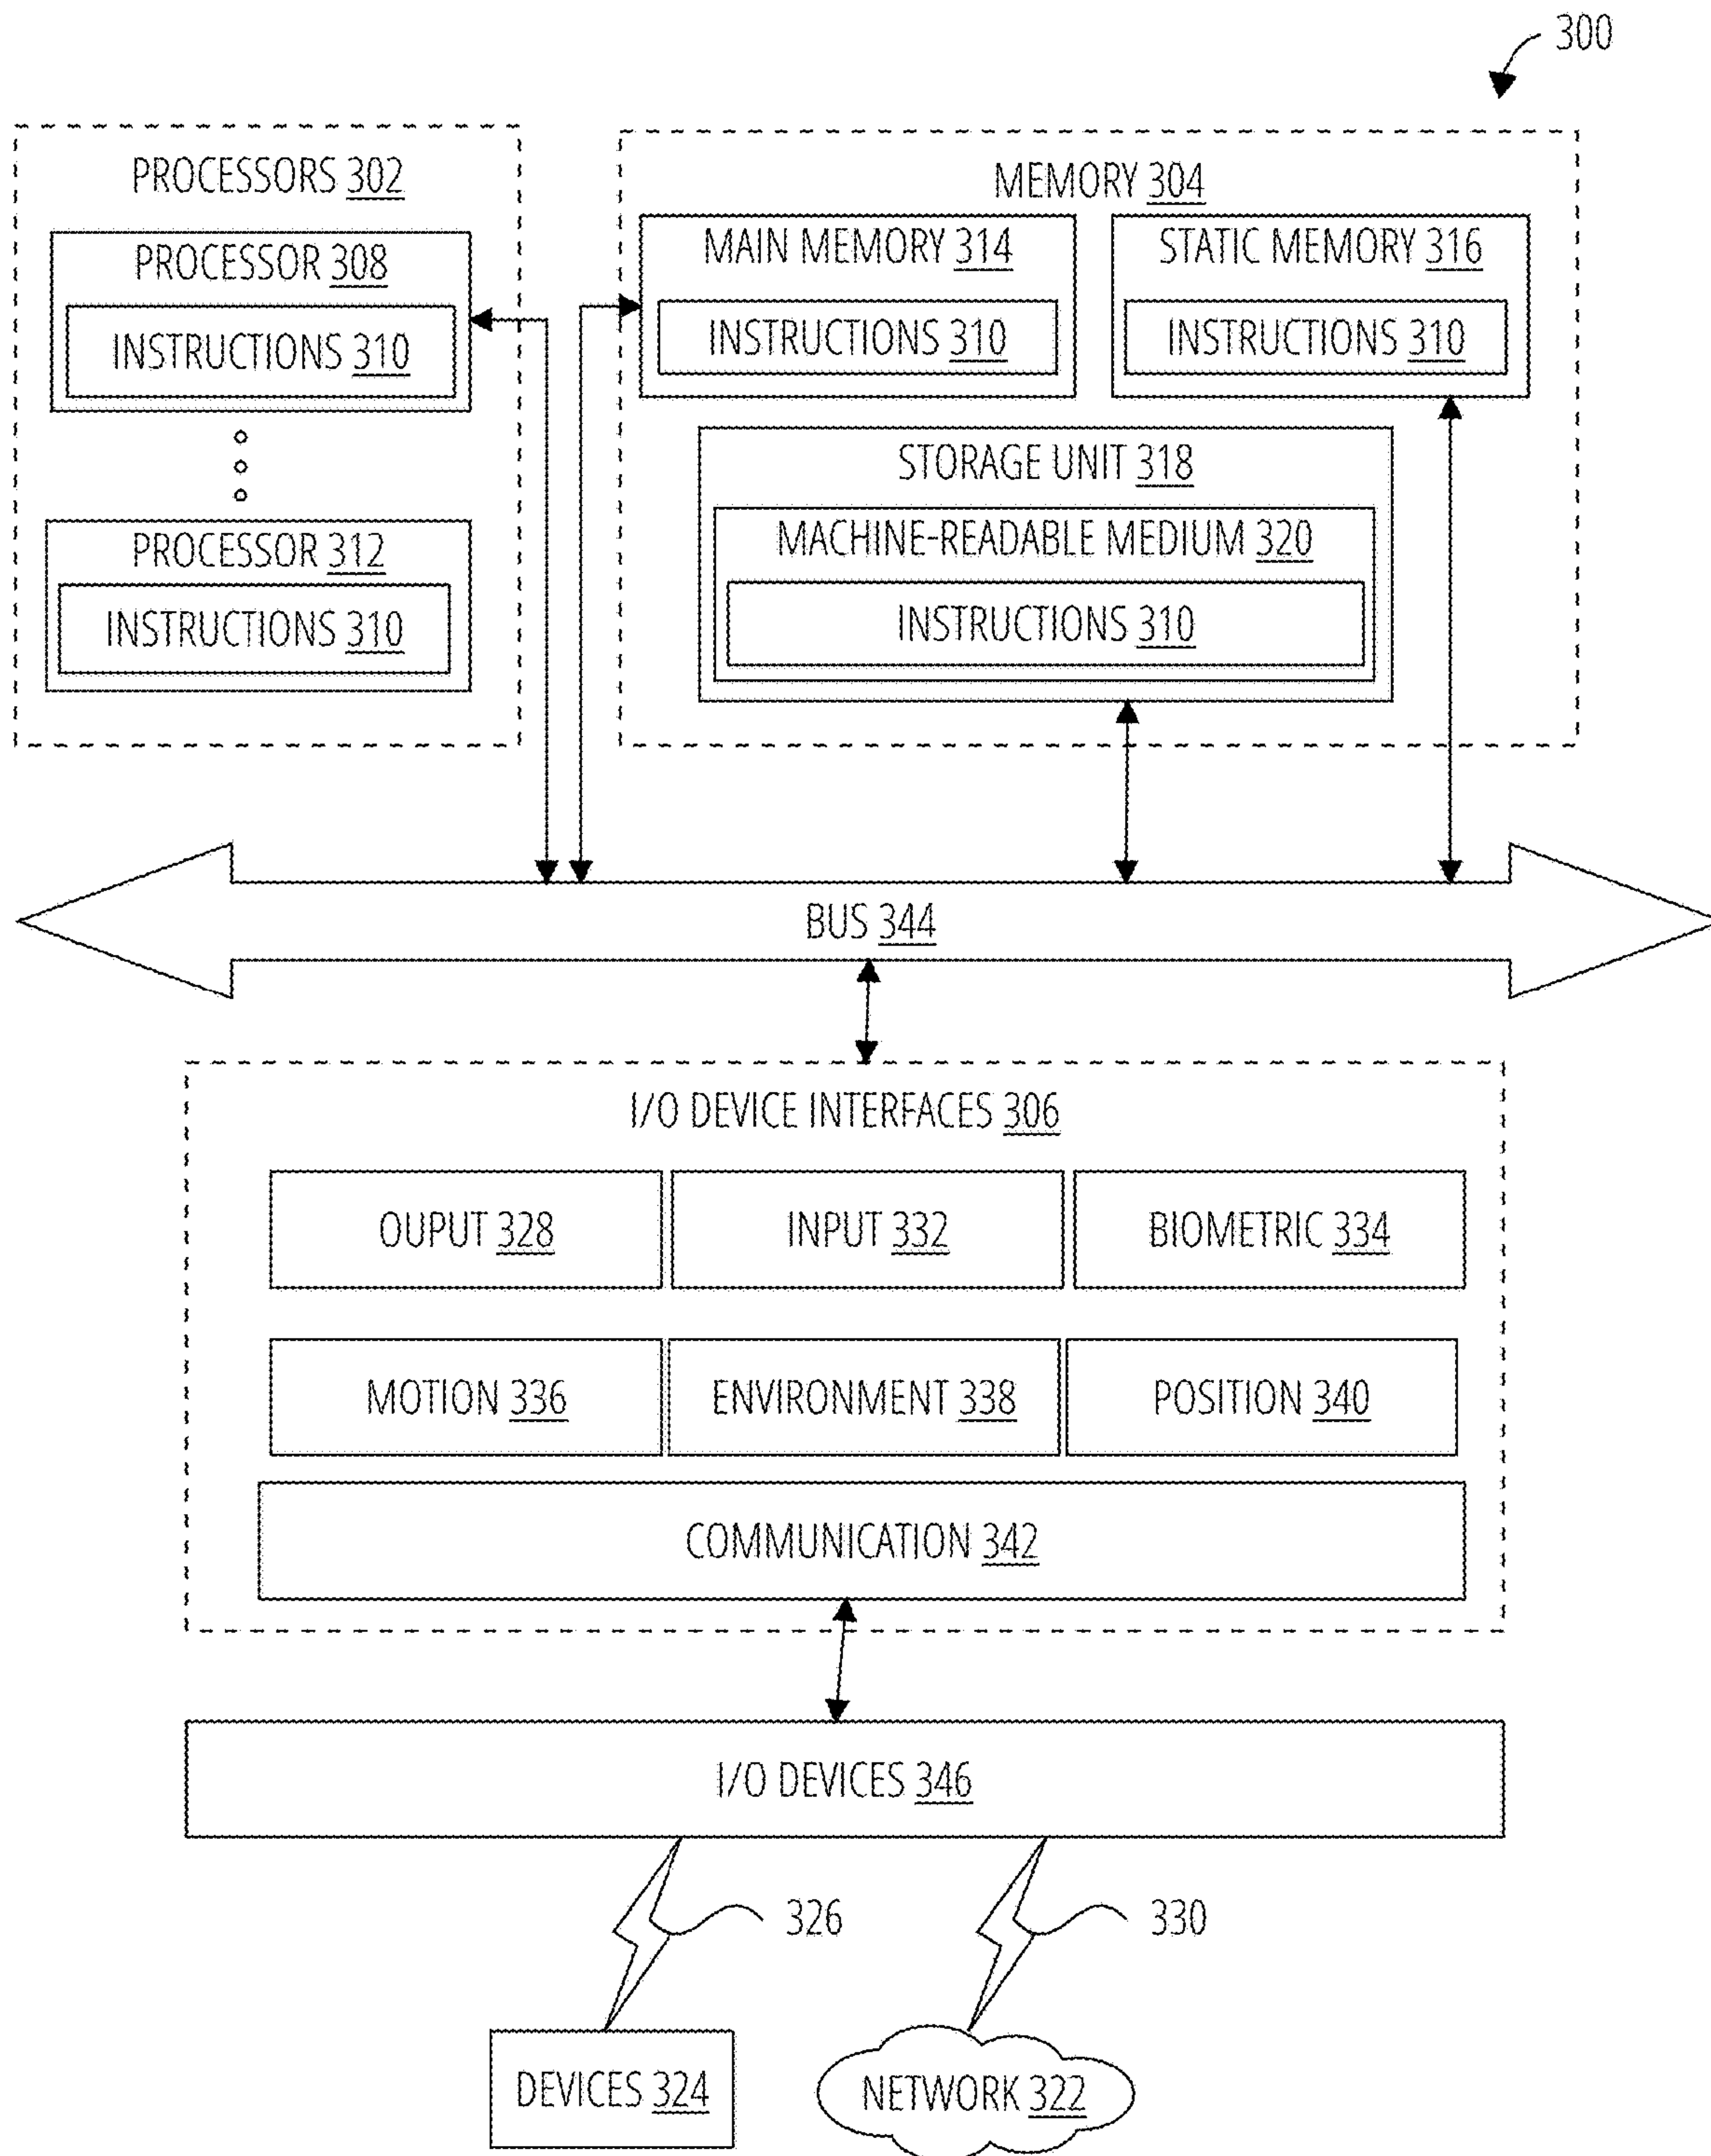 300
PROCESSORS 302
PROCESSOR 308
INSTRUCTIONS 310
PROCESSOR 312
INSTRUCTIONS 310
MEMORY 304
MAIN MEMORY 314
INSTRUCTIONS 310
STATIC MEMORY 316
INSTRUCTIONS 310
STORAGE UNIT 318
MACHINE-READABLE MEDIUM 320
INSTRUCTIONS 310
BUS 344
I/O DEVICE INTERFACES 306
OUPUT 328
INPUT 332
BIOMETRIC 334
MOTION 336
ENVIRONMENT 338
POSITION 340
COMMUNICATION 342
I/O DEVICES 346
326
330
DEVICES 324
NETWORK 322